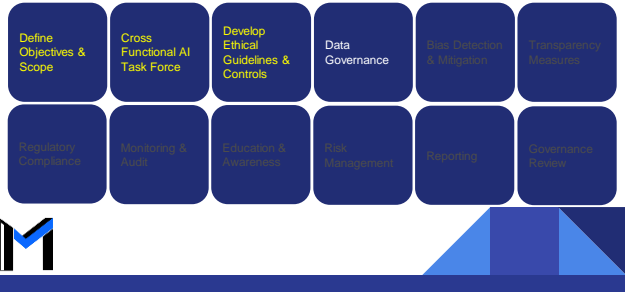 Define
Objectives &
Scope
Cross
Functional AI
Task Force
Develop
Ethical
Guidelines &
Controls
Data
Governance
Bias Detection
& Mitigation
Transparency
Measures
Regulatory
Compliance
Monitoring &
Audit
Education &
Awareness
Risk
Management
Reporting
Governance
Review